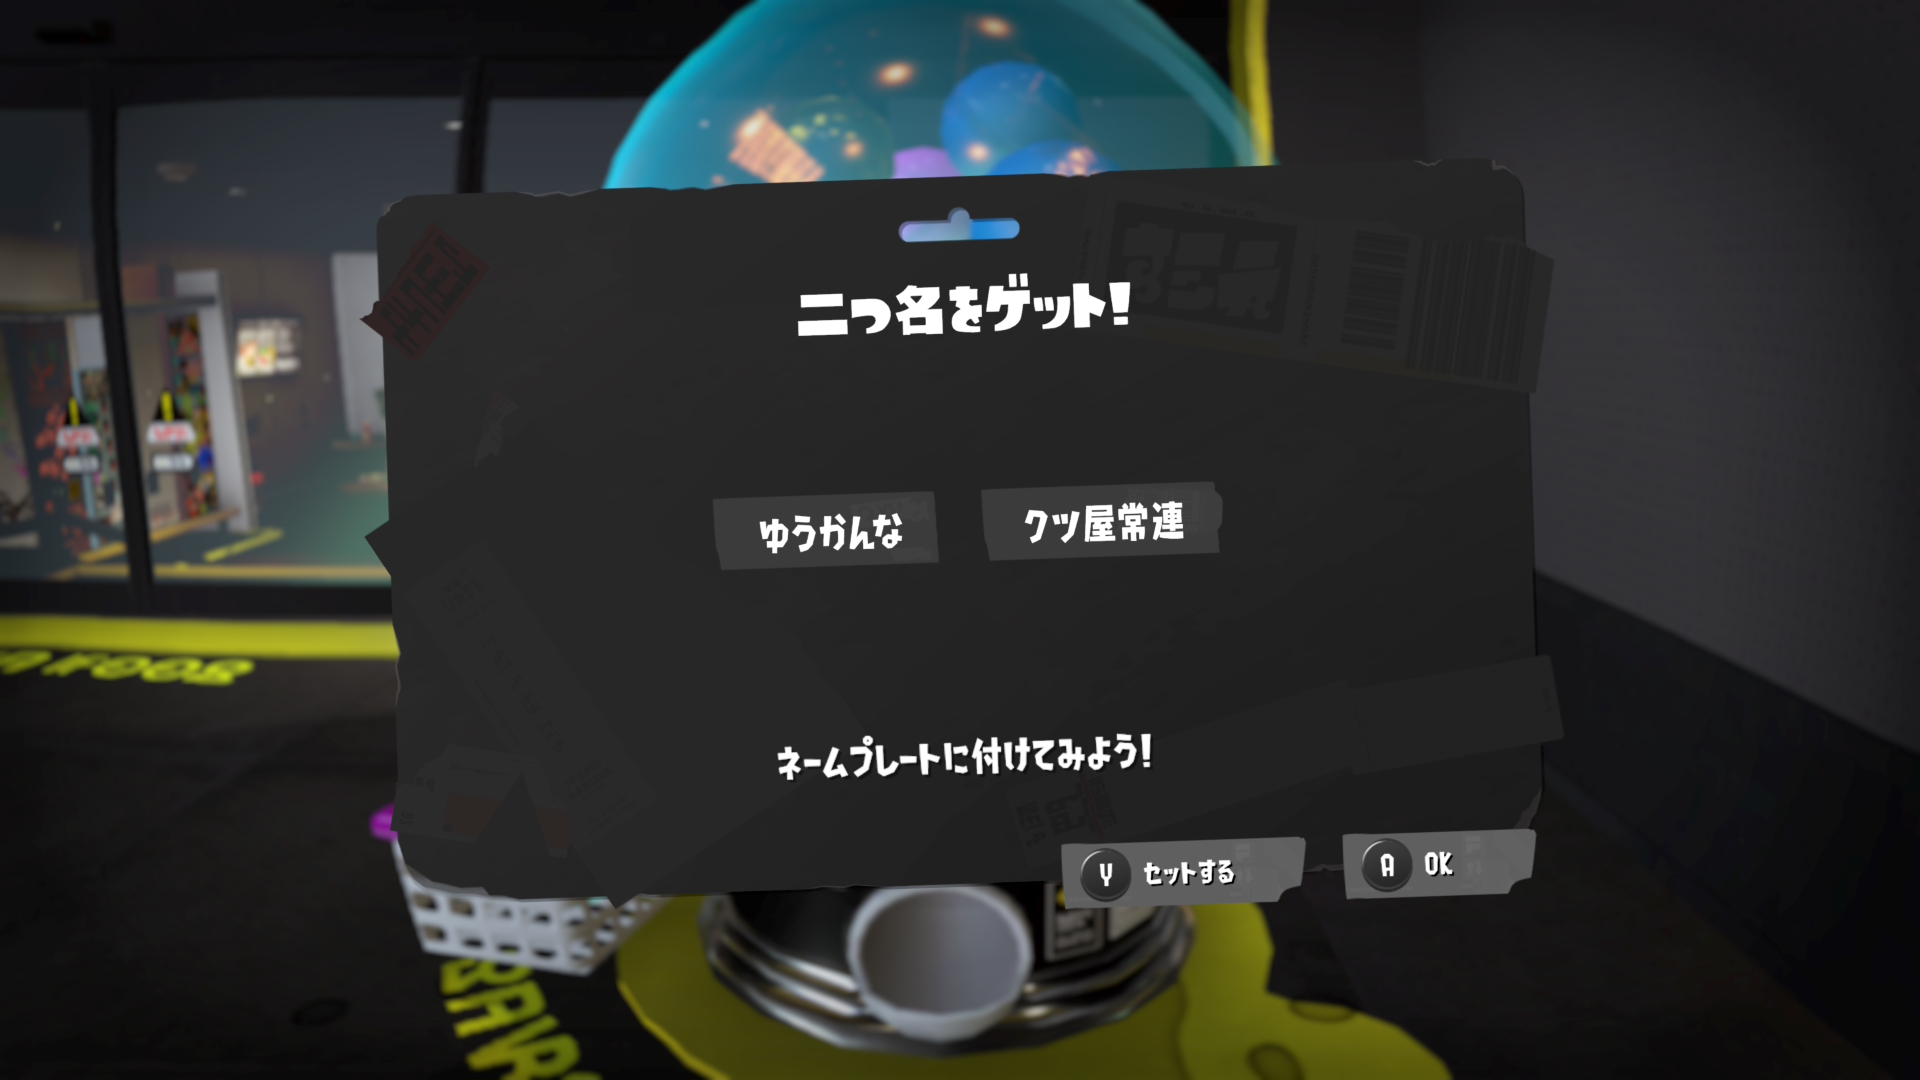 二つ名をゲット!
ゆうかんな
クツ屋常連
ネームプレートに付けてみよう!
Y セットする
A OK